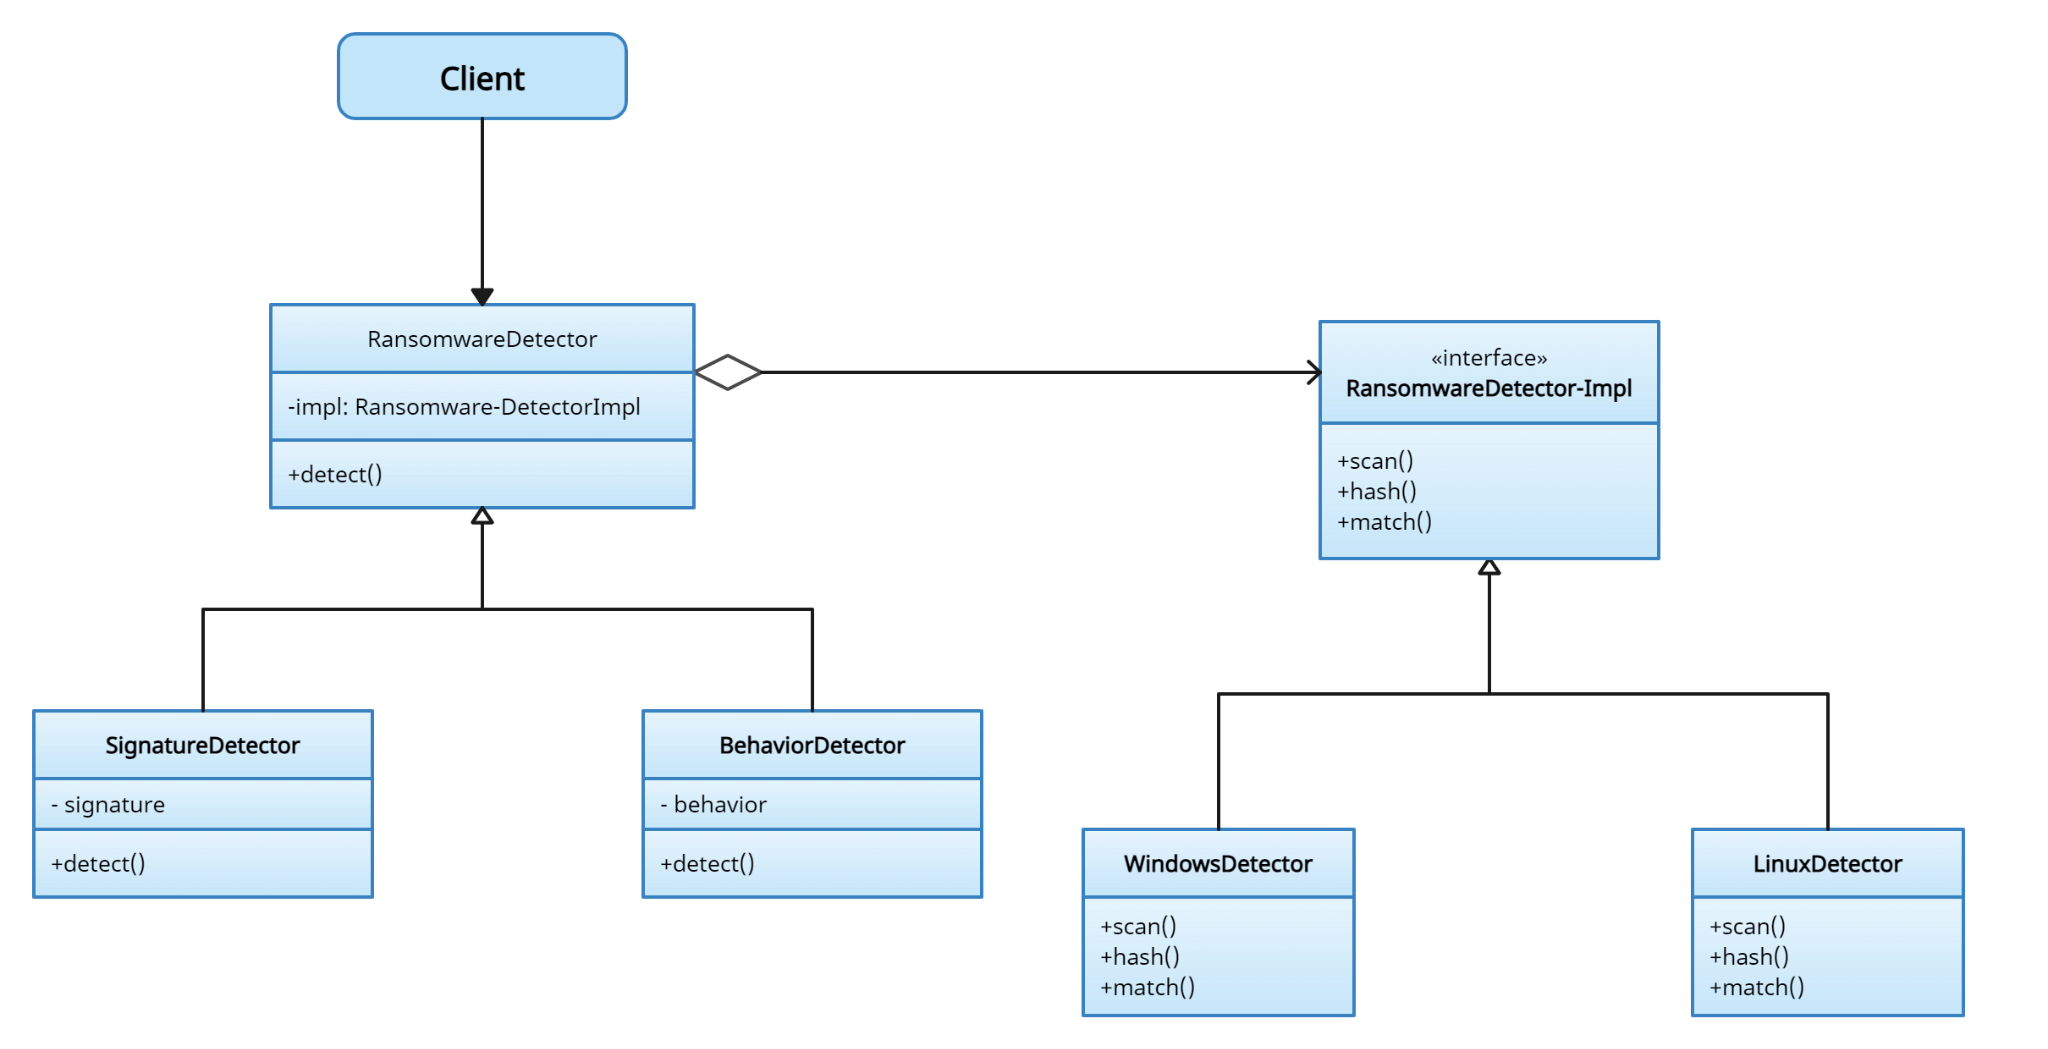 Client
RansomwareDetector
-impl: Ransomware-DetectorImpl
+detect()
«interface»
RansomwareDetector-Impl
+scan()
+hash()
+match()
SignatureDetector
- signature
+detect()
BehaviorDetector
- behavior
+detect()
WindowsDetector
+scan()
+hash()
+match()
LinuxDetector
+scan()
+hash()
+match()